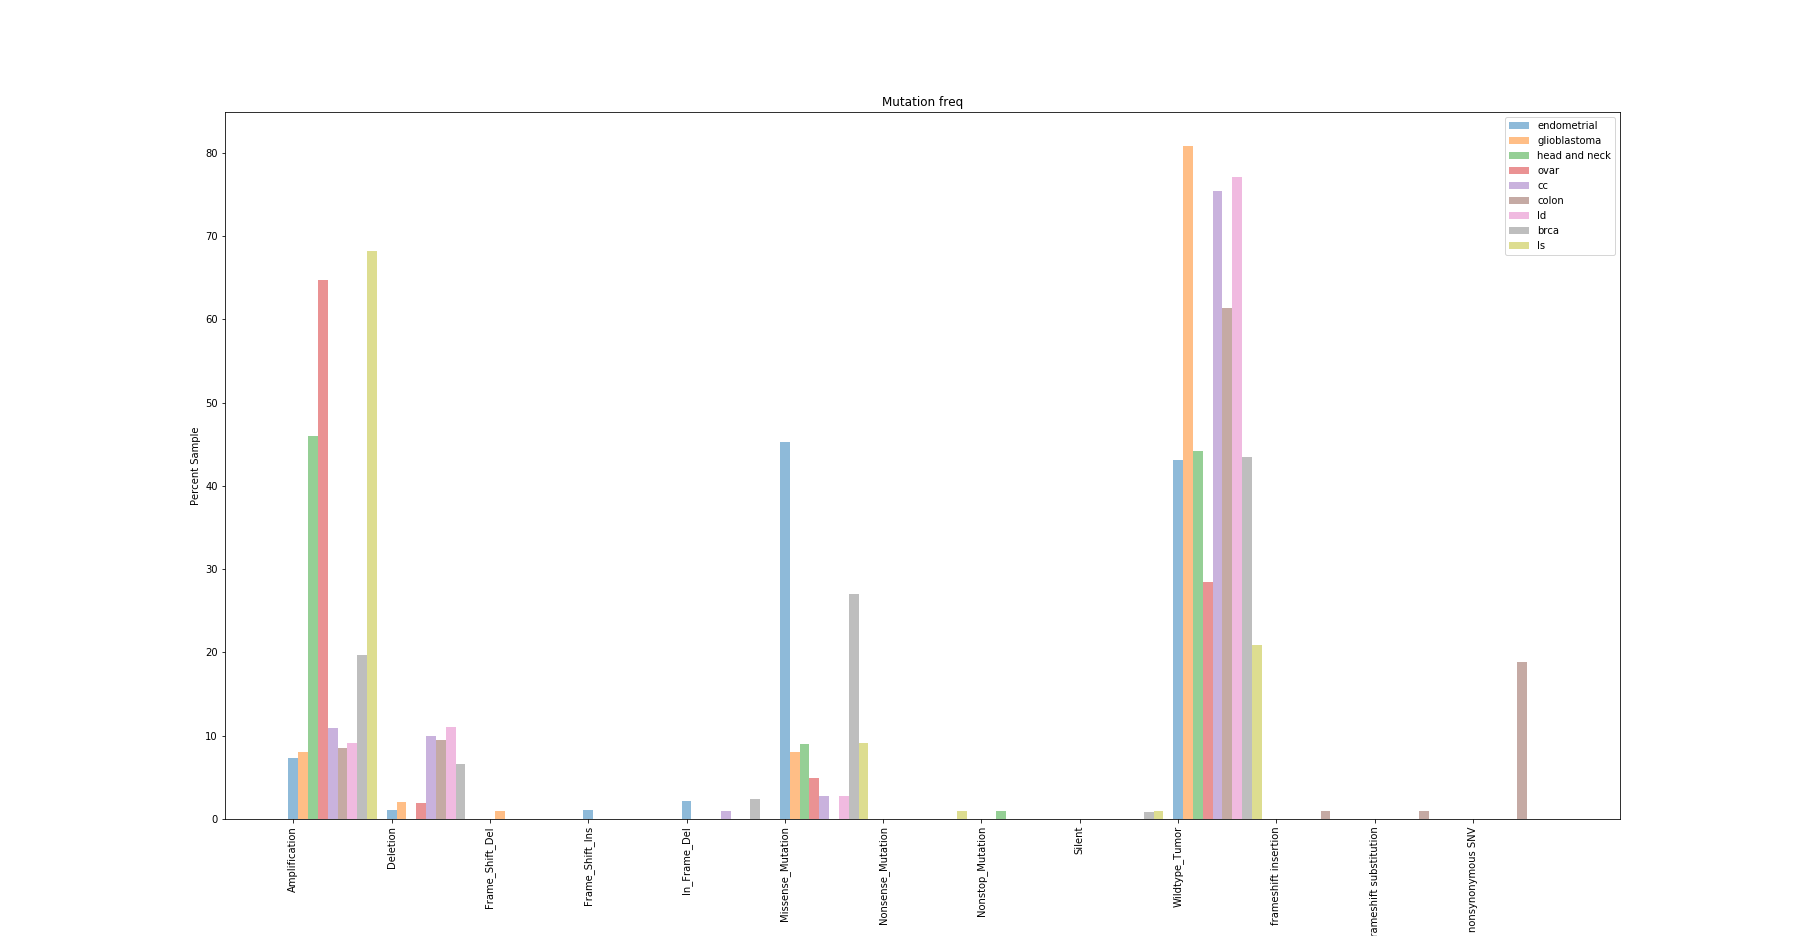 Mutation freq
endometrial
glioblastoma
head and neck
ovar
cc
colon
ld
brca
ls
Percent Sample
80
70
60
50
40
30
20
10
0
Amplification
Deletion
Frame_Shift_Del
Frame_Shift_Ins
In_Frame_Del
Missense_Mutation
Nonsense_Mutation
Nonstop_Mutation
Silent
Wildtype_Tumor
frameshift insertion
rameshift substitution
nonsynonymous SNV